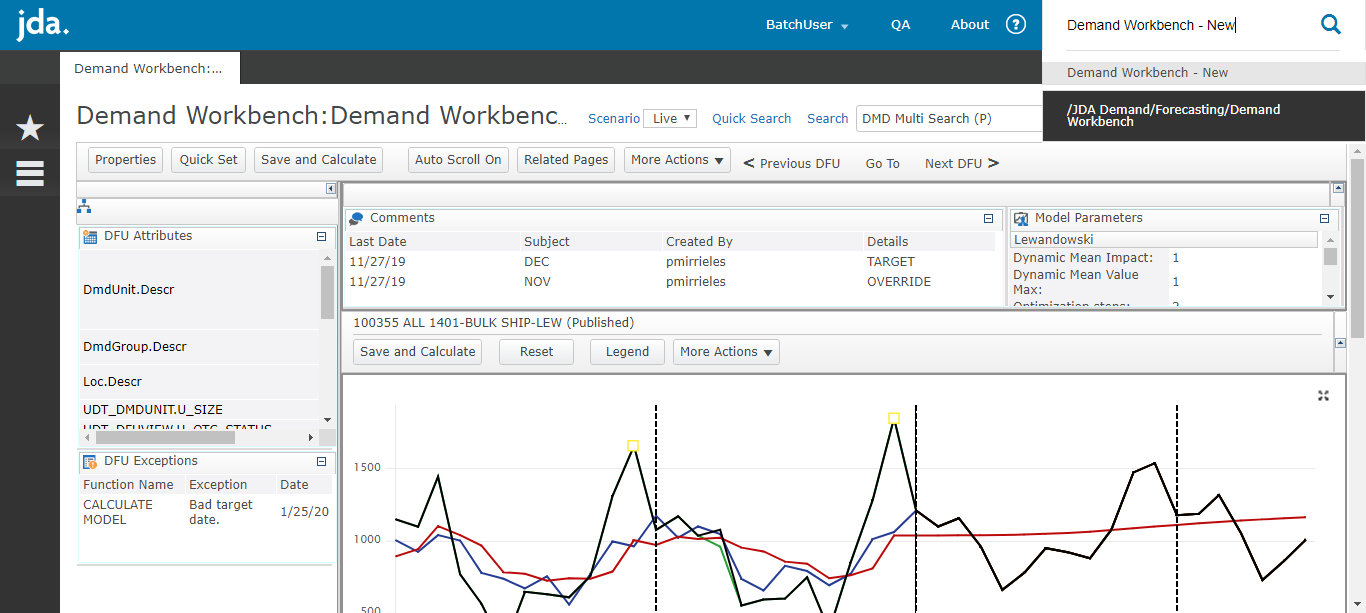 jda.
BatchUser
QA
About
?
Demand Workbench - New
Demand Workbench - New
/JDA Demand/Forecasting/Demand
Workbench
Demand Workbench:...
Demand Workbench:Demand Workbenc...
Scenario
Live
Quick Search
Search
DMD Multi Search (P)
Properties
Quick Set
Save and Calculate
Auto Scroll On
Related Pages
More Actions
< Previous DFU
Go To
Next DFU >
DFU Attributes
DmdUnit.Descr
DmdGroup.Descr
Loc.Descr
UDT_DMDUNIT.U_SIZE
UDT_DFUVIEW.U_OTC_STATUS
DFU Exceptions
Function Name Exception Date
CALCULATE MODEL Bad target date. 1/25/20
Comments
Last Date Subject Created By Details
11/27/19 DEC pmirrieles TARGET
11/27/19 NOV pmirrieles OVERRIDE
Model Parameters
Lewandowski
Dynamic Mean Impact: 1
Dynamic Mean Value
Max: 1
Optimization steps: 2
100355 ALL 1401-BULK SHIP-LEW (Published)
Save and Calculate
Reset
Legend
More Actions
1500
1000
500